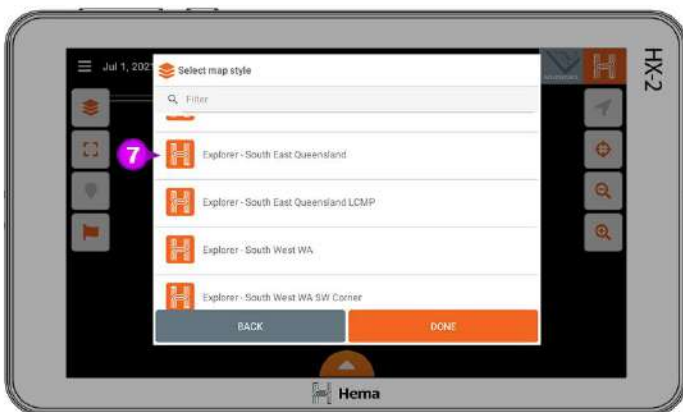 Jul 1, 202
Select map style
HX-2
Filter
7
Explorer - South East Queensland
Explorer - South East Queensland LCMP
Explorer - South West WA
Explorer - South West WA SW Corner
BACK
DONE
Hema